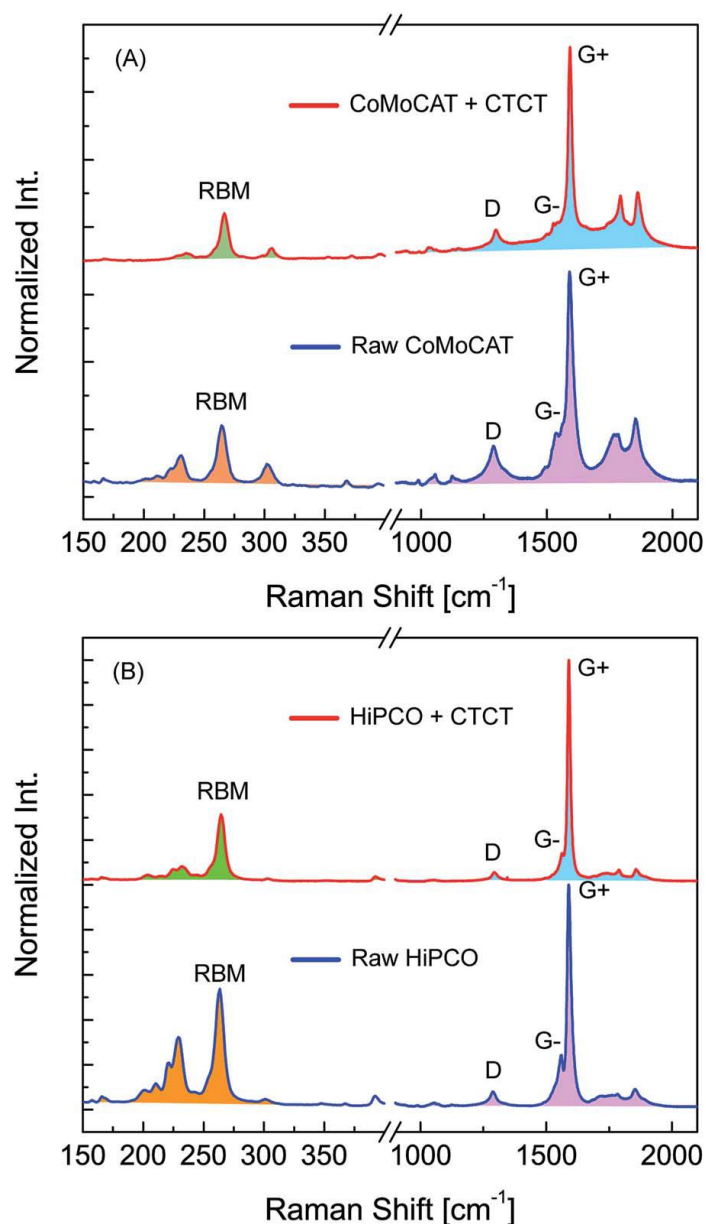 (A)
G+
CoMoCAT + CTCT
RBM
D
G-
G+
Raw CoMoCAT
RBM
D
G-
Normalized Int.
150 200 250 300 350 1000 1500 2000
Raman Shift [cm⁻¹]
(B)
G+
HiPCO + CTCT
RBM
D
G-
G+
Raw HiPCO
RBM
D
G-
Normalized Int.
150 200 250 300 350 1000 1500 2000
Raman Shift [cm⁻¹]